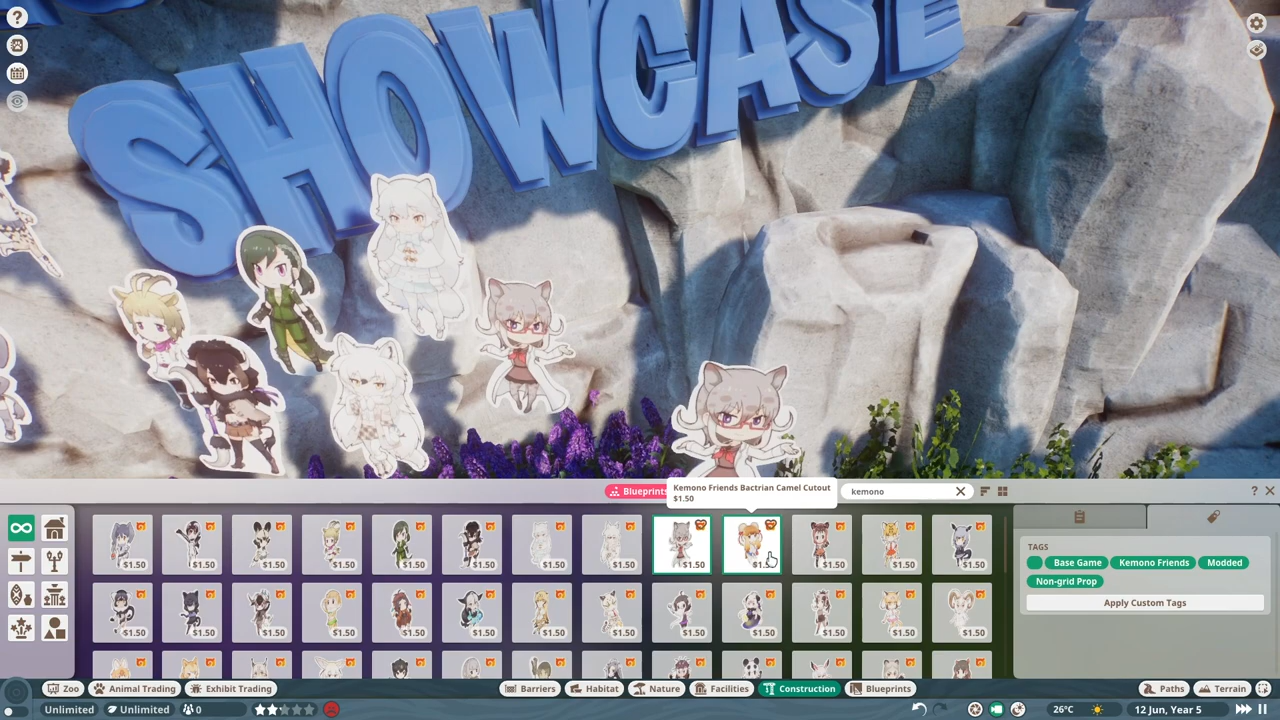 SHOWCASE
Blueprints
Kemono Friends Bactrian Camel Cutout
$1.50
kemono
?
$1.50 $1.50 $1.50 $1.50 $1.50 $1.50 $1.50 $1.50 $1.50 $1.50 $1.50 $1.50 $1.50
$1.50 $1.50 $1.50 $1.50 $1.50 $1.50 $1.50 $1.50 $1.50 $1.50 $1.50 $1.50 $1.50
TAGS
Base Game Kemono Friends Modded
Non-grid Prop
Apply Custom Tags
Zoo Animal Trading Exhibit Trading Barriers Habitat Nature Facilities Construction Blueprints Paths Terrain
Unlimited Unlimited 0 26°C 12 Jun, Year 5